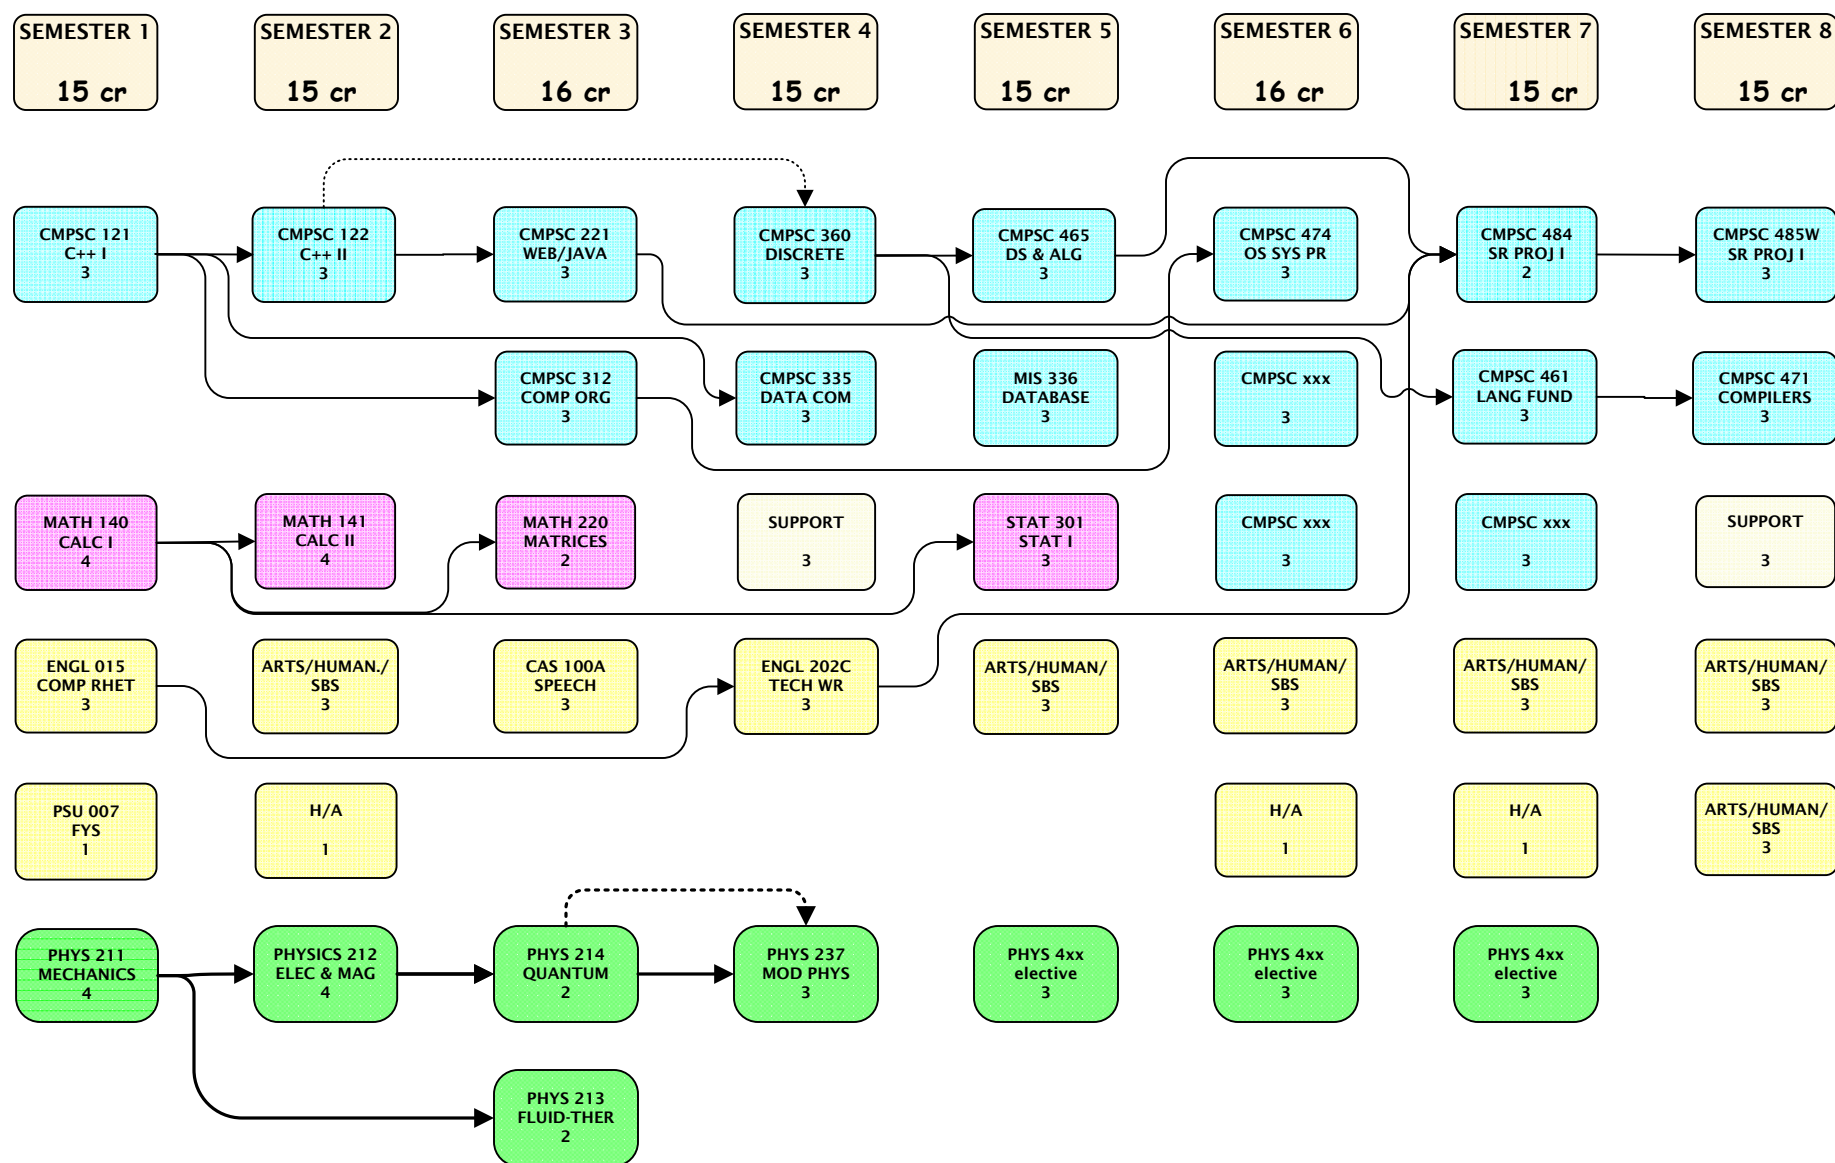 SEMESTER 1
15 cr
SEMESTER 2
15 cr
SEMESTER 3
16 cr
SEMESTER 4
15 cr
SEMESTER 5
15 cr
SEMESTER 6
16 cr
SEMESTER 7
15 cr
SEMESTER 8
15 cr
CMPSC 121
C++ I
3
CMPSC 122
C++ II
3
CMPSC 221
WEB/JAVA
3
CMPSC 360
DISCRETE
3
CMPSC 465
DS & ALG
3
CMPSC 474
OS SYS PR
3
CMPSC 484
SR PROJ I
2
CMPSC 485W
SR PROJ I
3
CMPSC 312
COMP ORG
3
CMPSC 335
DATA COM
3
MIS 336
DATABASE
3
CMPSC xxx
3
CMPSC 461
LANG FUND
3
CMPSC 471
COMPILERS
3
MATH 140
CALC I
4
MATH 141
CALC II
4
MATH 220
MATRICES
2
SUPPORT
3
STAT 301
STAT I
3
CMPSC xxx
3
CMPSC xxx
3
SUPPORT
3
ENGL 015
COMP RHET
3
ARTS/HUMAN./
SBS
3
CAS 100A
SPEECH
3
ENGL 202C
TECH WR
3
ARTS/HUMAN/
SBS
3
ARTS/HUMAN/
SBS
3
ARTS/HUMAN/
SBS
3
ARTS/HUMAN/
SBS
3
PSU 007
FYS
1
H/A
1
H/A
1
H/A
1
ARTS/HUMAN/
SBS
3
PHYS 211
MECHANICS
4
PHYSICS 212
ELEC & MAG
4
PHYS 214
QUANTUM
2
PHYS 237
MOD PHYS
3
PHYS 4xx
elective
3
PHYS 4xx
elective
3
PHYS 4xx
elective
3
PHYS 213
FLUID-THER
2